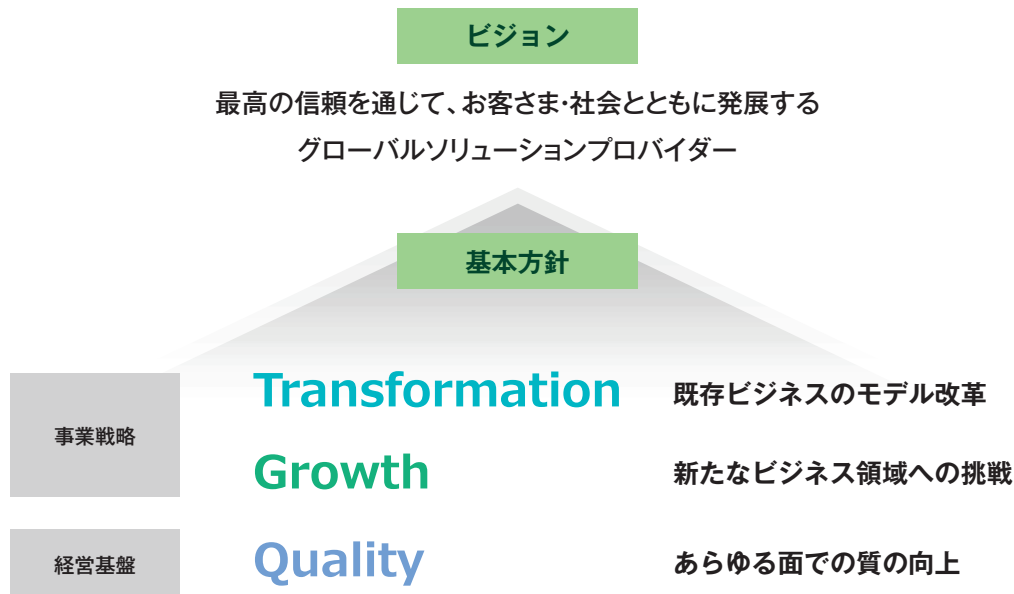 ビジョン
最高の信頼を通じて、お客さま・社会とともに発展する
グローバルソリューションプロバイダー
基本方針
事業戦略
Transformation 既存ビジネスのモデル改革
Growth 新たなビジネス領域への挑戦
経営基盤
Quality あらゆる面での質の向上